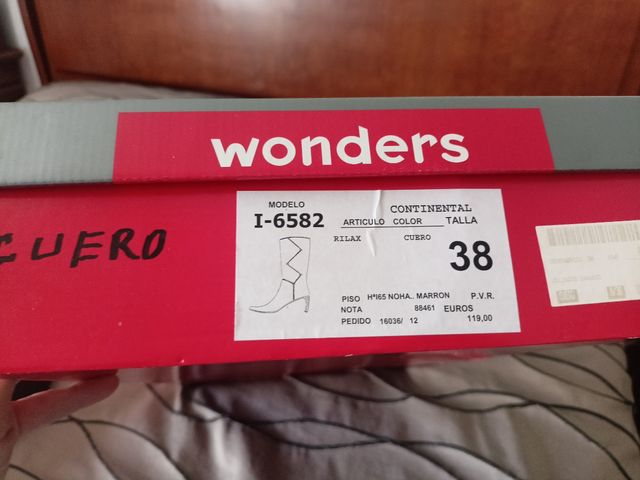 wonders
CUERO
MODELO
I-6582
CONTINENTAL
ARTICULO COLOR TALLA
RILAX CUERO
38
PISO HªI65 NOHA.. MARRON P.V.R.
NOTA 88461 EUROS
PEDIDO 16036/ 12 119,00